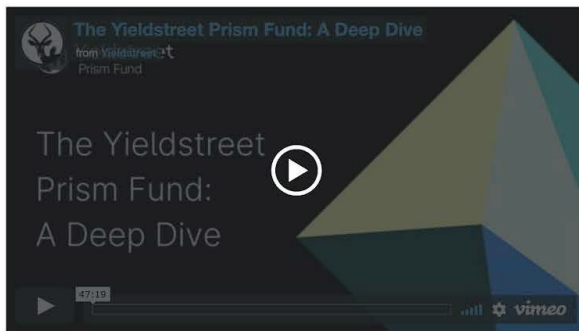 The Yieldstreet Prism Fund: A Deep Dive
from Yieldstreet
Prism Fund
The Yieldstreet
Prism Fund:
A Deep Dive
47:19
vimeo